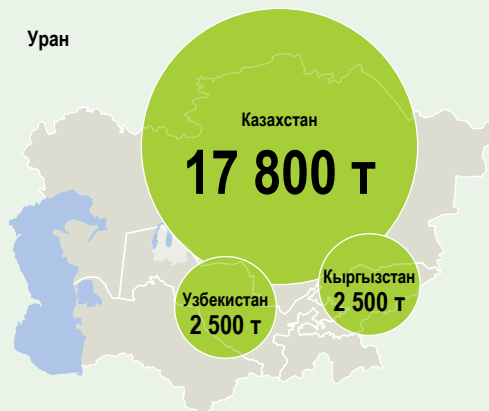 Уран
Казахстан
17 800 т
Узбекистан
2 500 т
Кыргызстан
2 500 т